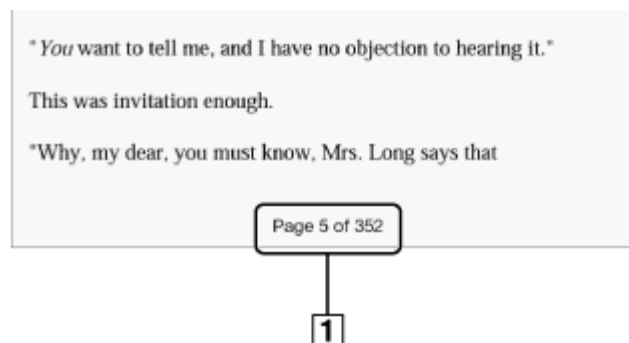 "You want to tell me, and I have no objection to hearing it."
This was invitation enough.
"Why, my dear, you must know, Mrs. Long says that
Page 5 of 352
1